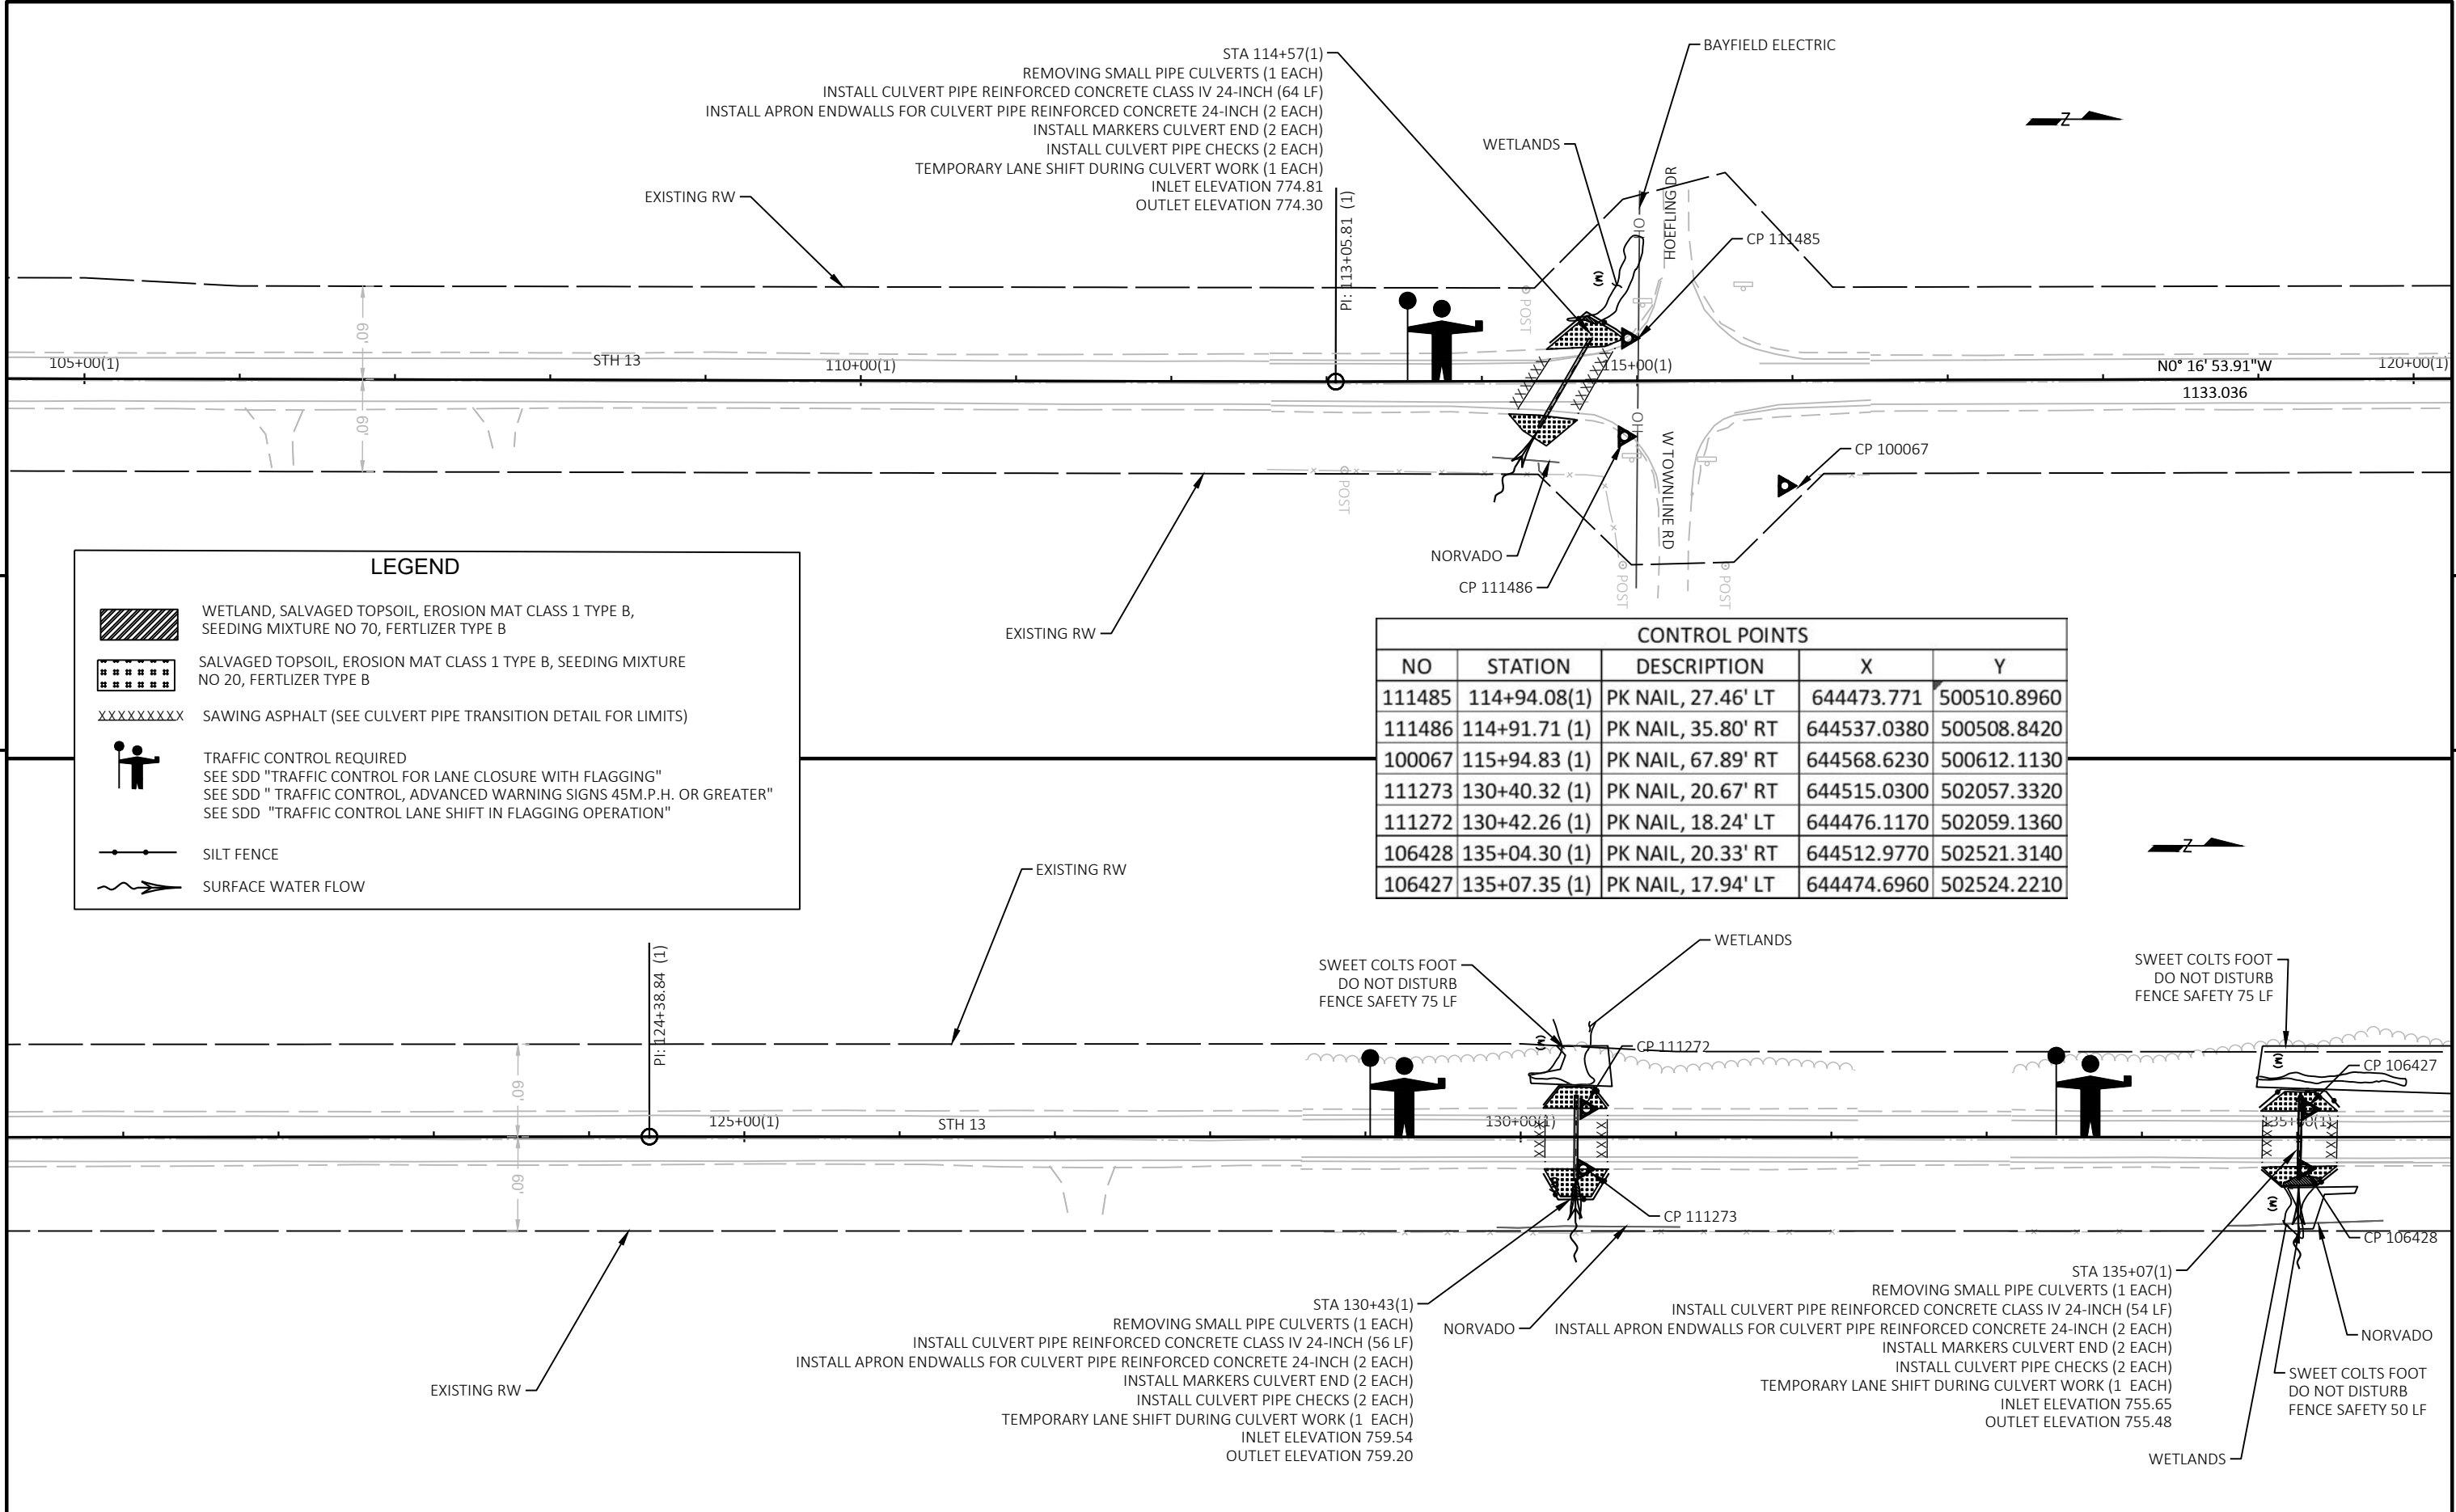 STA 114+57(1)
REMOVING SMALL PIPE CULVERTS (1 EACH)
INSTALL CULVERT PIPE REINFORCED CONCRETE CLASS IV 24-INCH (64 LF)
INSTALL APRON ENDWALLS FOR CULVERT PIPE REINFORCED CONCRETE 24-INCH (2 EACH)
INSTALL MARKERS CULVERT END (2 EACH)
INSTALL CULVERT PIPE CHECKS (2 EACH)
TEMPORARY LANE SHIFT DURING CULVERT WORK (1 EACH)
INLET ELEVATION 774.81
OUTLET ELEVATION 774.30
BAYFIELD ELECTRIC
Z
WETLANDS
EXISTING RW
PI: 113+05.81 (1)
HOEFLING DR
OH
CP 111485
(W)
POST
60'
105+00(1)
STH 13
110+00(1)
115+00(1)
N0° 16' 53.91"W
120+00(1)
1133.036
60'
OH
W TOWNLINE RD
CP 100067
POST
NORVADO
CP 111486
POST
POST
EXISTING RW
LEGEND
WETLAND, SALVAGED TOPSOIL, EROSION MAT CLASS 1 TYPE B,
SEEDING MIXTURE NO 70, FERTLIZER TYPE B
SALVAGED TOPSOIL, EROSION MAT CLASS 1 TYPE B, SEEDING MIXTURE
NO 20, FERTLIZER TYPE B
XXXXXXXXX SAWING ASPHALT (SEE CULVERT PIPE TRANSITION DETAIL FOR LIMITS)
TRAFFIC CONTROL REQUIRED
SEE SDD "TRAFFIC CONTROL FOR LANE CLOSURE WITH FLAGGING"
SEE SDD " TRAFFIC CONTROL, ADVANCED WARNING SIGNS 45M.P.H. OR GREATER"
SEE SDD "TRAFFIC CONTROL LANE SHIFT IN FLAGGING OPERATION"
SILT FENCE
SURFACE WATER FLOW
CONTROL POINTS
NO STATION DESCRIPTION X Y
111485 114+94.08(1) PK NAIL, 27.46' LT 644473.771 500510.8960
111486 114+91.71 (1) PK NAIL, 35.80' RT 644537.0380 500508.8420
100067 115+94.83 (1) PK NAIL, 67.89' RT 644568.6230 500612.1130
111273 130+40.32 (1) PK NAIL, 20.67' RT 644515.0300 502057.3320
111272 130+42.26 (1) PK NAIL, 18.24' LT 644476.1170 502059.1360
106428 135+04.30 (1) PK NAIL, 20.33' RT 644512.9770 502521.3140
106427 135+07.35 (1) PK NAIL, 17.94' LT 644474.6960 502524.2210
Z
EXISTING RW
PI: 124+38.84 (1)
SWEET COLTS FOOT
DO NOT DISTURB
FENCE SAFETY 75 LF
WETLANDS
SWEET COLTS FOOT
DO NOT DISTURB
FENCE SAFETY 75 LF
(W)
CP 111272
(W)
CP 106427
60'
125+00(1)
STH 13
130+00(1)
135+00(1)
60'
CP 111273
(W)
CP 106428
EXISTING RW
STA 130+43(1)
REMOVING SMALL PIPE CULVERTS (1 EACH)
INSTALL CULVERT PIPE REINFORCED CONCRETE CLASS IV 24-INCH (56 LF)
INSTALL APRON ENDWALLS FOR CULVERT PIPE REINFORCED CONCRETE 24-INCH (2 EACH)
INSTALL MARKERS CULVERT END (2 EACH)
INSTALL CULVERT PIPE CHECKS (2 EACH)
TEMPORARY LANE SHIFT DURING CULVERT WORK (1 EACH)
INLET ELEVATION 759.54
OUTLET ELEVATION 759.20
NORVADO
STA 135+07(1)
REMOVING SMALL PIPE CULVERTS (1 EACH)
INSTALL CULVERT PIPE REINFORCED CONCRETE CLASS IV 24-INCH (54 LF)
INSTALL APRON ENDWALLS FOR CULVERT PIPE REINFORCED CONCRETE 24-INCH (2 EACH)
INSTALL MARKERS CULVERT END (2 EACH)
INSTALL CULVERT PIPE CHECKS (2 EACH)
TEMPORARY LANE SHIFT DURING CULVERT WORK (1 EACH)
INLET ELEVATION 755.65
OUTLET ELEVATION 755.48
NORVADO
SWEET COLTS FOOT
DO NOT DISTURB
FENCE SAFETY 50 LF
WETLANDS